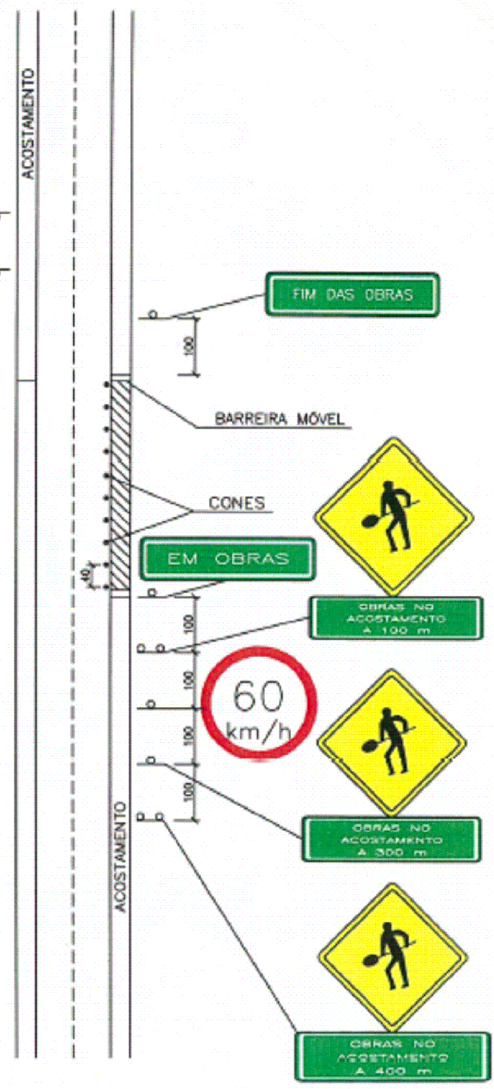 ACOSTAMENTO
FIM DAS OBRAS
100
BARREIRA MÓVEL
CONES
EM OBRAS
40
100
OBRAS NO
ACOSTAMENTO
A 100 m
100
60
km/h
100
OBRAS NO
ACOSTAMENTO
A 300 m
100
ACOSTAMENTO
OBRAS NO
ACOSTAMENTO
A 400 m